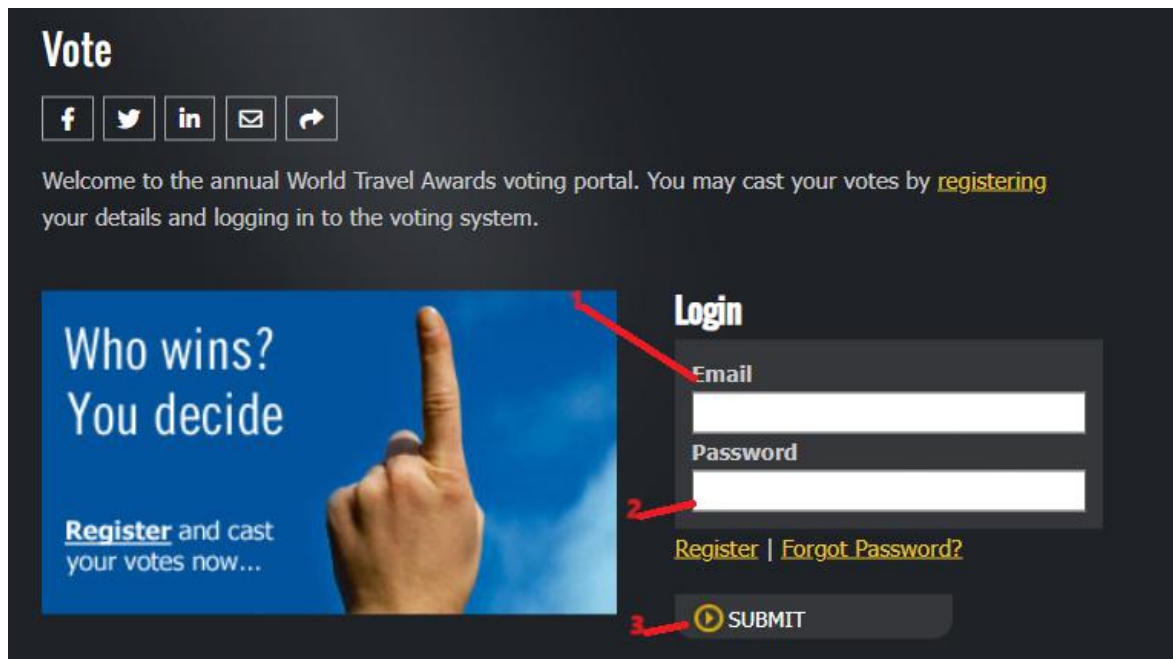 Vote
f in
Welcome to the annual World Travel Awards voting portal. You may cast your votes by registering
your details and logging in to the voting system.
Who wins?
You decide
Register and cast
your votes now...
1
Login
Email
Password
2
Register | Forgot Password?
3 SUBMIT